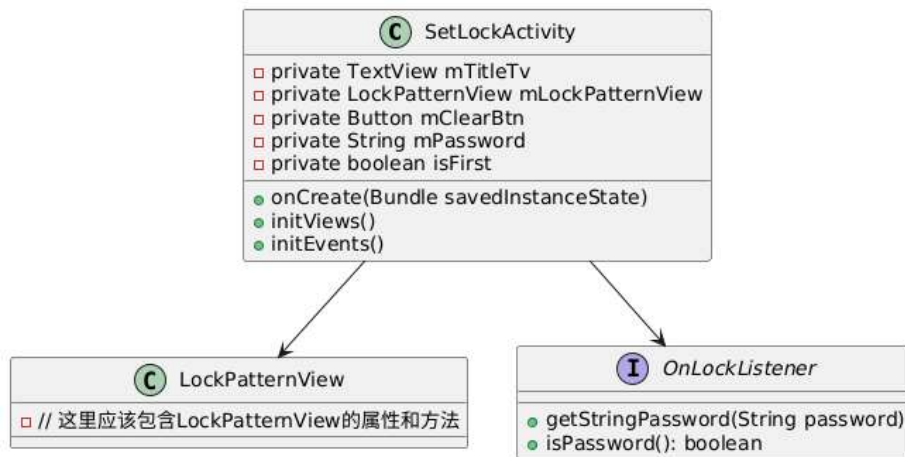 C SetLockActivity
private TextView mTitleTv
private LockPatternView mLockPatternView
private Button mClearBtn
private String mPassword
private boolean isFirst
onCreate(Bundle savedInstanceState)
initViews()
initEvents()
C LockPatternView
// 这里应该包含LockPatternView的属性和方法
I OnLockListener
getStringPassword(String password)
isPassword(): boolean